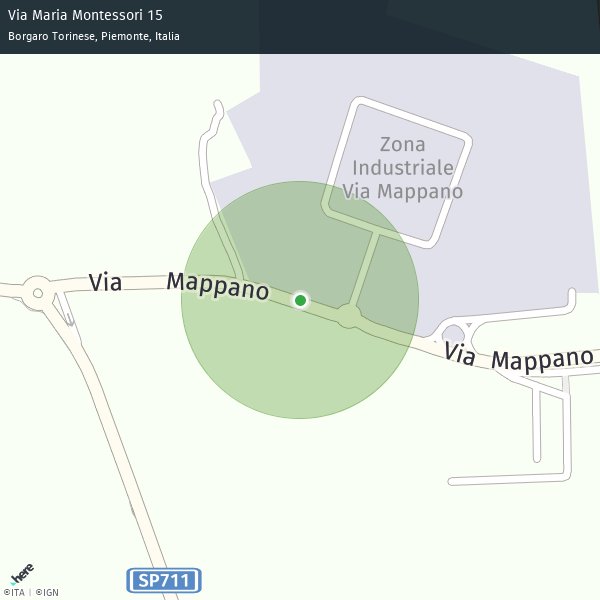 Via Maria Montessori 15
Borgaro Torinese, Piemonte, Italia
Zona
Industriale
Via Mappano
Via Mappano
Via Mappano
SP711
here
©ITA | ©IGN